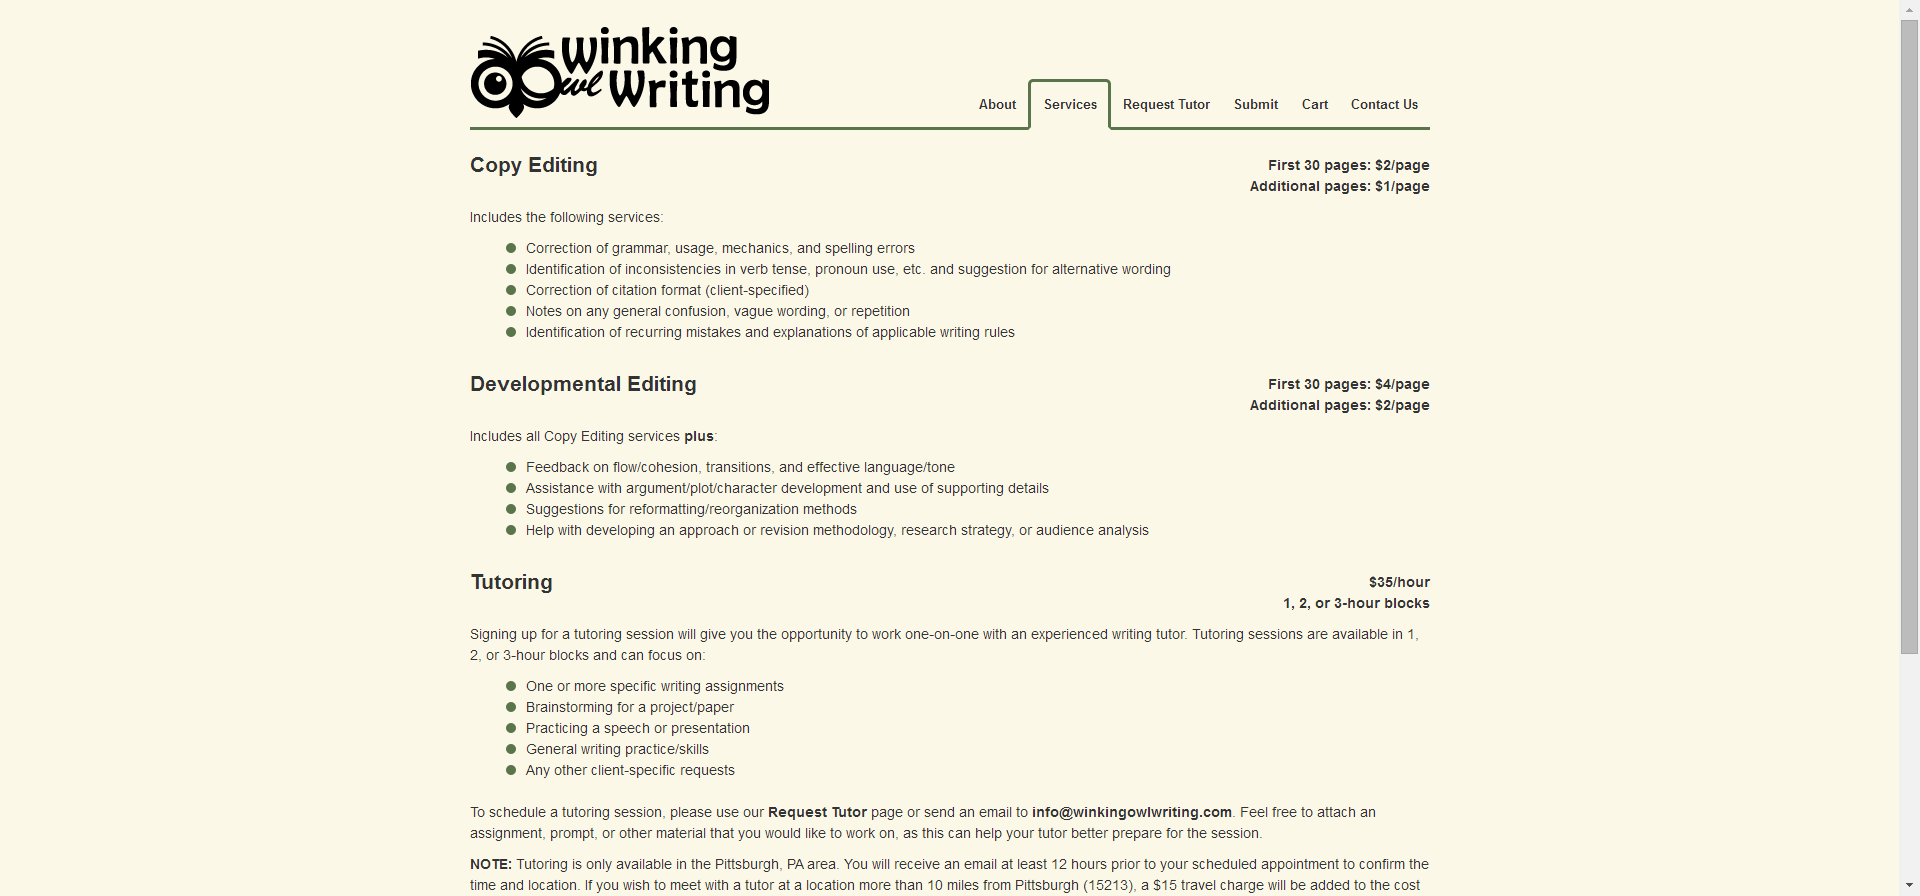 winking
owl Writing
About Services Request Tutor Submit Cart Contact Us
Copy Editing
First 30 pages: $2/page
Additional pages: $1/page
Includes the following services:
Correction of grammar, usage, mechanics, and spelling errors
Identification of inconsistencies in verb tense, pronoun use, etc. and suggestion for alternative wording
Correction of citation format (client-specified)
Notes on any general confusion, vague wording, or repetition
Identification of recurring mistakes and explanations of applicable writing rules
Developmental Editing
First 30 pages: $4/page
Additional pages: $2/page
Includes all Copy Editing services plus:
Feedback on flow/cohesion, transitions, and effective language/tone
Assistance with argument/plot/character development and use of supporting details
Suggestions for reformatting/reorganization methods
Help with developing an approach or revision methodology, research strategy, or audience analysis
Tutoring
$35/hour
1, 2, or 3-hour blocks
Signing up for a tutoring session will give you the opportunity to work one-on-one with an experienced writing tutor. Tutoring sessions are available in 1,
2, or 3-hour blocks and can focus on:
One or more specific writing assignments
Brainstorming for a project/paper
Practicing a speech or presentation
General writing practice/skills
Any other client-specific requests
To schedule a tutoring session, please use our Request Tutor page or send an email to info@winkingowlwriting.com. Feel free to attach an
assignment, prompt, or other material that you would like to work on, as this can help your tutor better prepare for the session.
NOTE: Tutoring is only available in the Pittsburgh, PA area. You will receive an email at least 12 hours prior to your scheduled appointment to confirm the
time and location. If you wish to meet with a tutor at a location more than 10 miles from Pittsburgh (15213), a $15 travel charge will be added to the cost